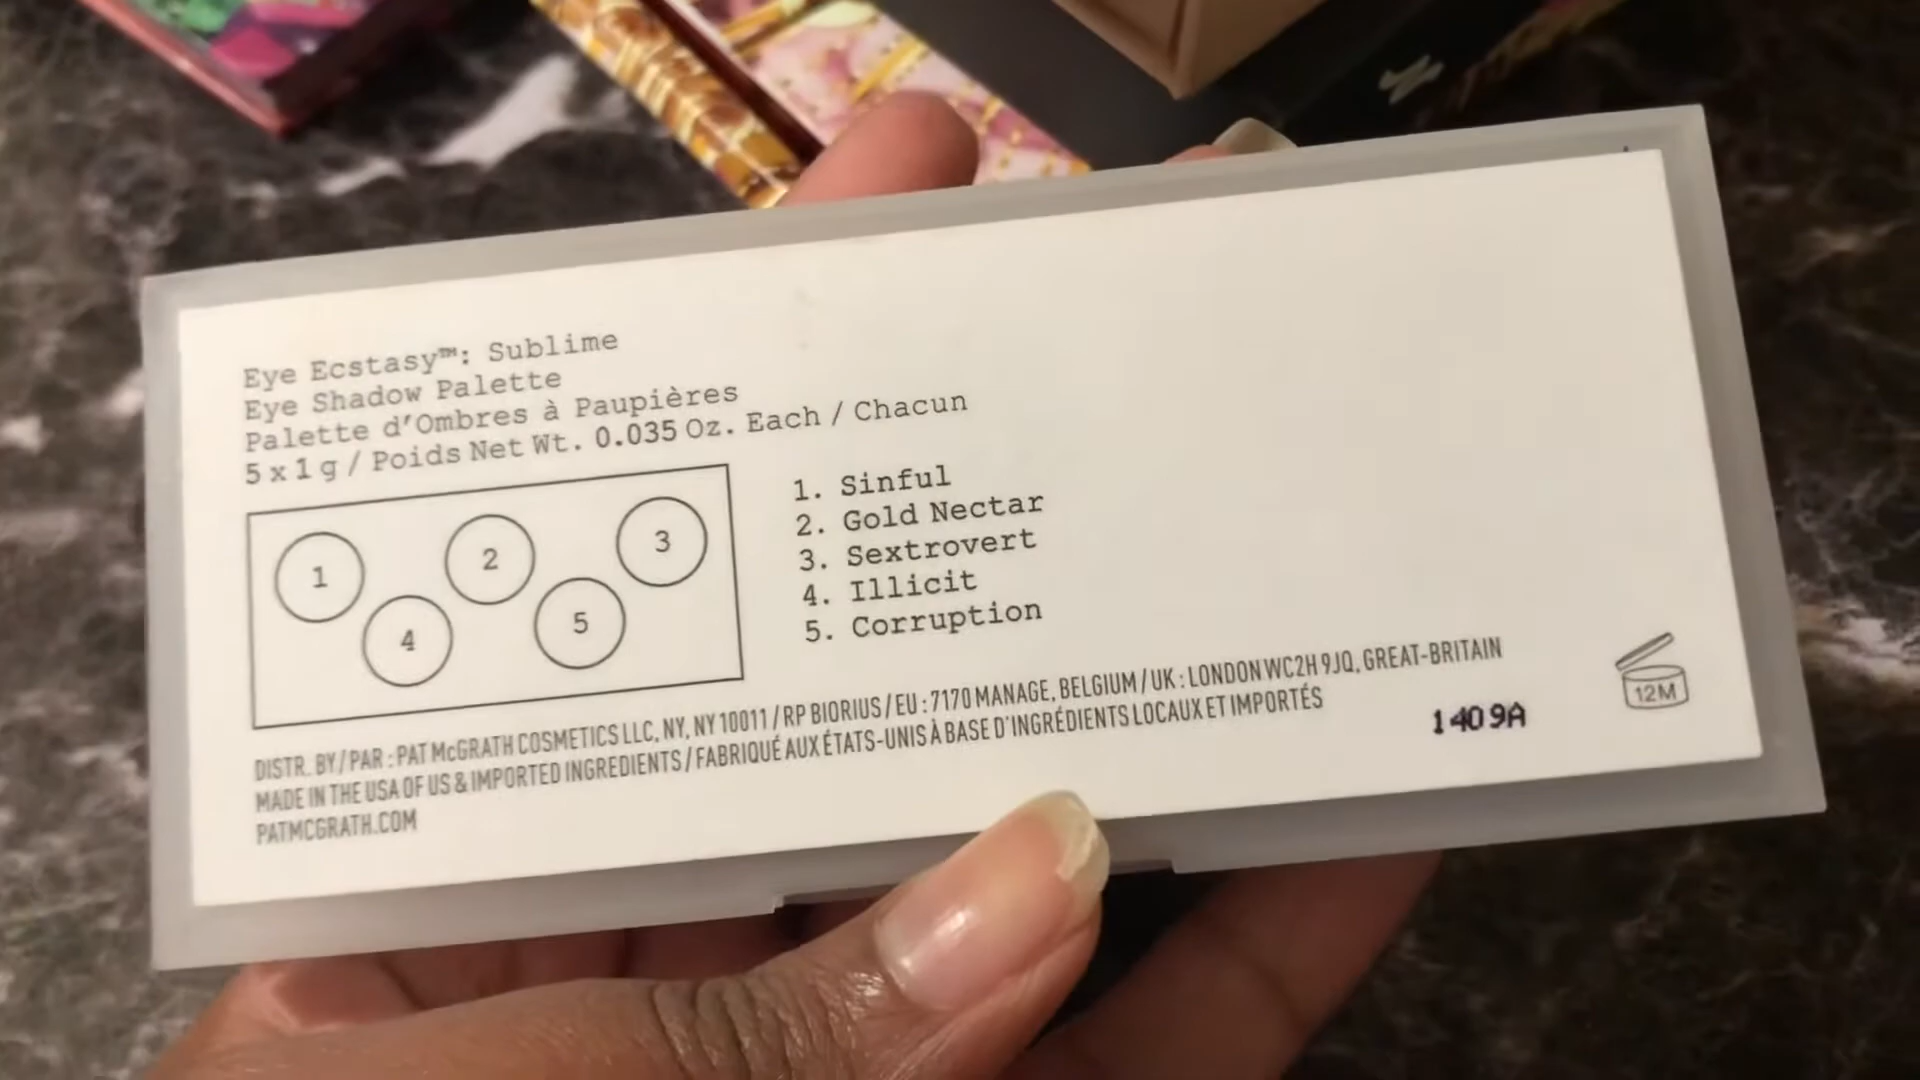 Eye Ecstasy™: Sublime
Eye Shadow Palette
Palette d'Ombres à Paupières
5 x 1 g / Poids Net Wt. 0.035 Oz. Each / Chacun
1
2
3
4
5
1. Sinful
2. Gold Nectar
3. Sextrovert
4. Illicit
5. Corruption
DISTR. BY / PAR : PAT McGRATH COSMETICS LLC, NY, NY 10011 / RP BIORIUS / EU : 7170 MANAGE, BELGIUM / UK : LONDON WC2H 9JQ, GREAT-BRITAIN
MADE IN THE USA OF US & IMPORTED INGREDIENTS / FABRIQUÉ AUX ÉTATS-UNIS À BASE D'INGRÉDIENTS LOCAUX ET IMPORTÉS
PATMCGRATH.COM
1409A
12M